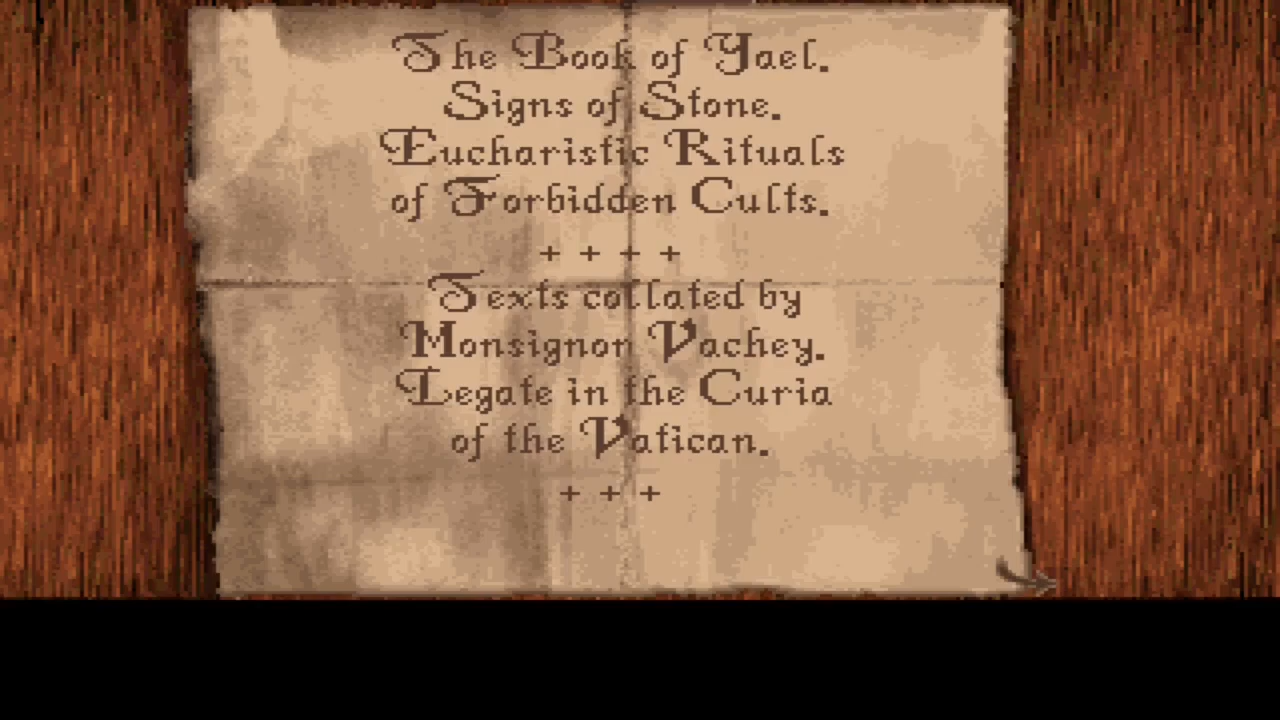 The Book of Yael.
Signs of Stone.
Eucharistic Rituals
of Forbidden Cults.
+ + + +
Texts collated by
Monsignor Vachey.
Legate in the Curia
of the Vatican.
+ + +